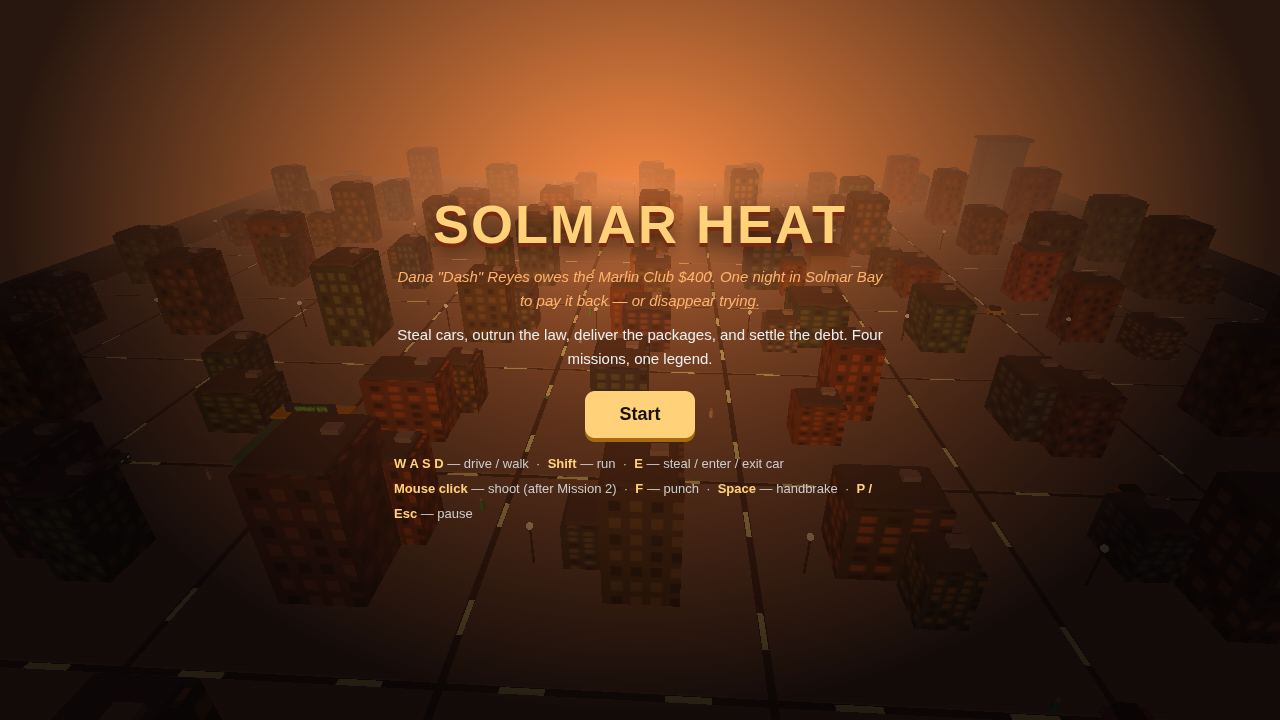 SOLMAR HEAT
Dana "Dash" Reyes owes the Marlin Club $400. One night in Solmar Bay
to pay it back — or disappear trying.
Steal cars, outrun the law, deliver the packages, and settle the debt. Four
missions, one legend.
Start
W A S D — drive / walk · Shift — run · E — steal / enter / exit car
Mouse click — shoot (after Mission 2) · F — punch · Space — handbrake · P /
Esc — pause